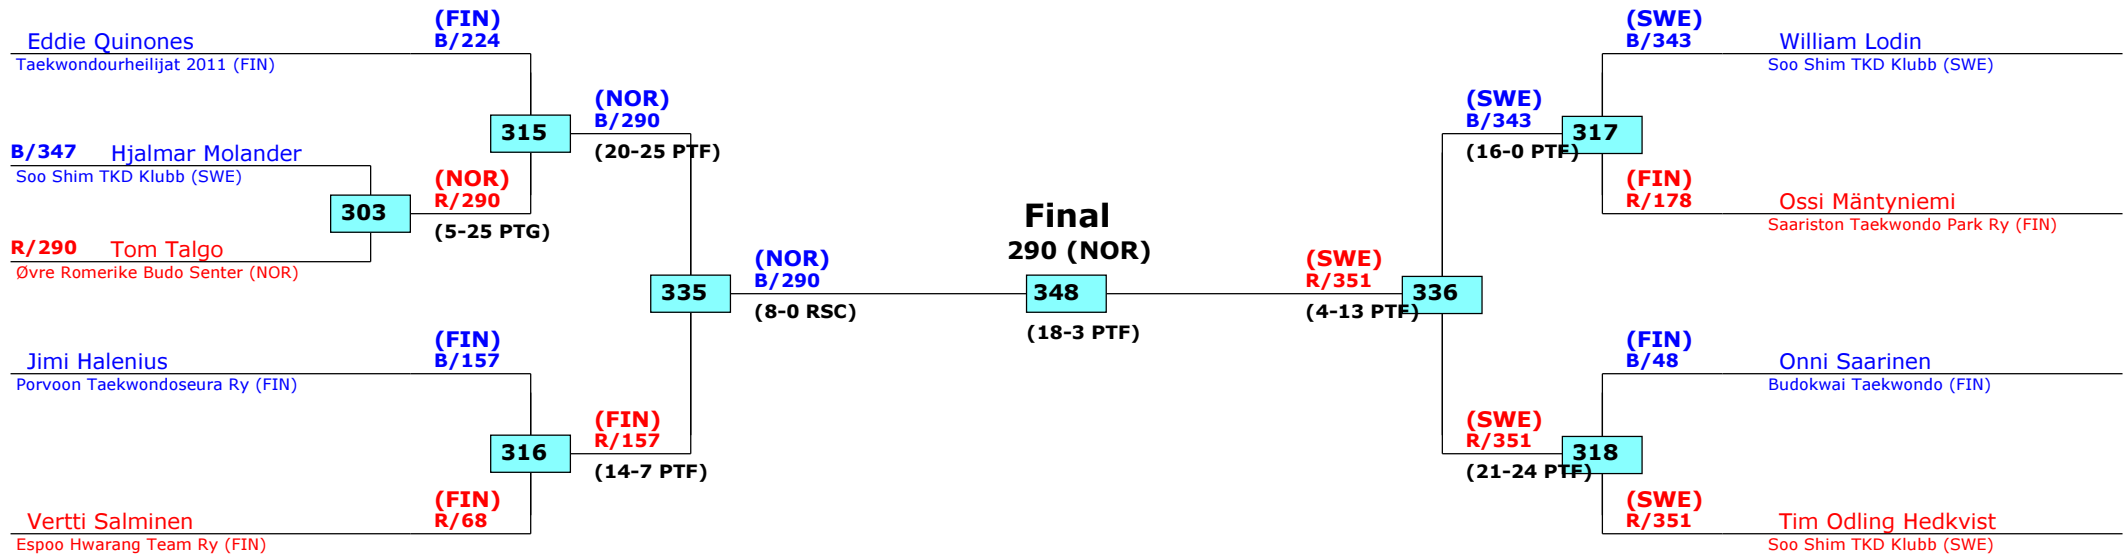 (FIN)
Eddie Quinones B/224
Taekwondourheilijat 2011 (FIN)
(NOR)
B/290
315
(20-25 PTF)
B/347 Hjalmar Molander
Soo Shim TKD Klubb (SWE)
(NOR)
R/290
303
(5-25 PTG)
R/290 Tom Talgo
Øvre Romerike Budo Senter (NOR)
(NOR)
B/290
335
(8-0 RSC)
(FIN)
Jimi Halenius B/157
Porvoon Taekwondoseura Ry (FIN)
(FIN)
R/157
316
(14-7 PTF)
(FIN)
Vertti Salminen R/68
Espoo Hwarang Team Ry (FIN)
Final
290 (NOR)
348
(18-3 PTF)
(SWE)
B/343 William Lodin
Soo Shim TKD Klubb (SWE)
(SWE)
B/343
317
(16-0 PTF)
(FIN)
R/178 Ossi Mäntyniemi
Saariston Taekwondo Park Ry (FIN)
(SWE)
R/351
336
(4-13 PTF)
(FIN)
B/48 Onni Saarinen
Budokwai Taekwondo (FIN)
(SWE)
R/351
318
(21-24 PTF)
(SWE)
R/351 Tim Odling Hedkvist
Soo Shim TKD Klubb (SWE)